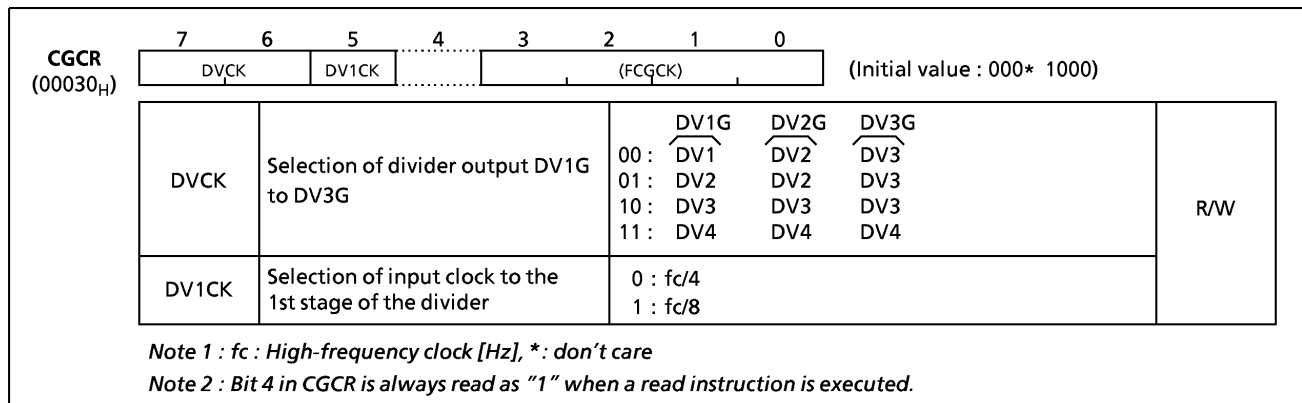 7 6 5 4 3 2 1 0
CGCR
(00030H)
DVCK DV1CK (FCGCK) (Initial value : 000* 1000)
DVCK
Selection of divider output DV1G
to DV3G
DV1G DV2G DV3G
00 : DV1 DV2 DV3
01 : DV2 DV2 DV3
10 : DV3 DV3 DV3
11 : DV4 DV4 DV4
R/W
DV1CK
Selection of input clock to the
1st stage of the divider
0 : fc/4
1 : fc/8
Note 1 : fc : High-frequency clock [Hz], * : don't care
Note 2 : Bit 4 in CGCR is always read as "1" when a read instruction is executed.